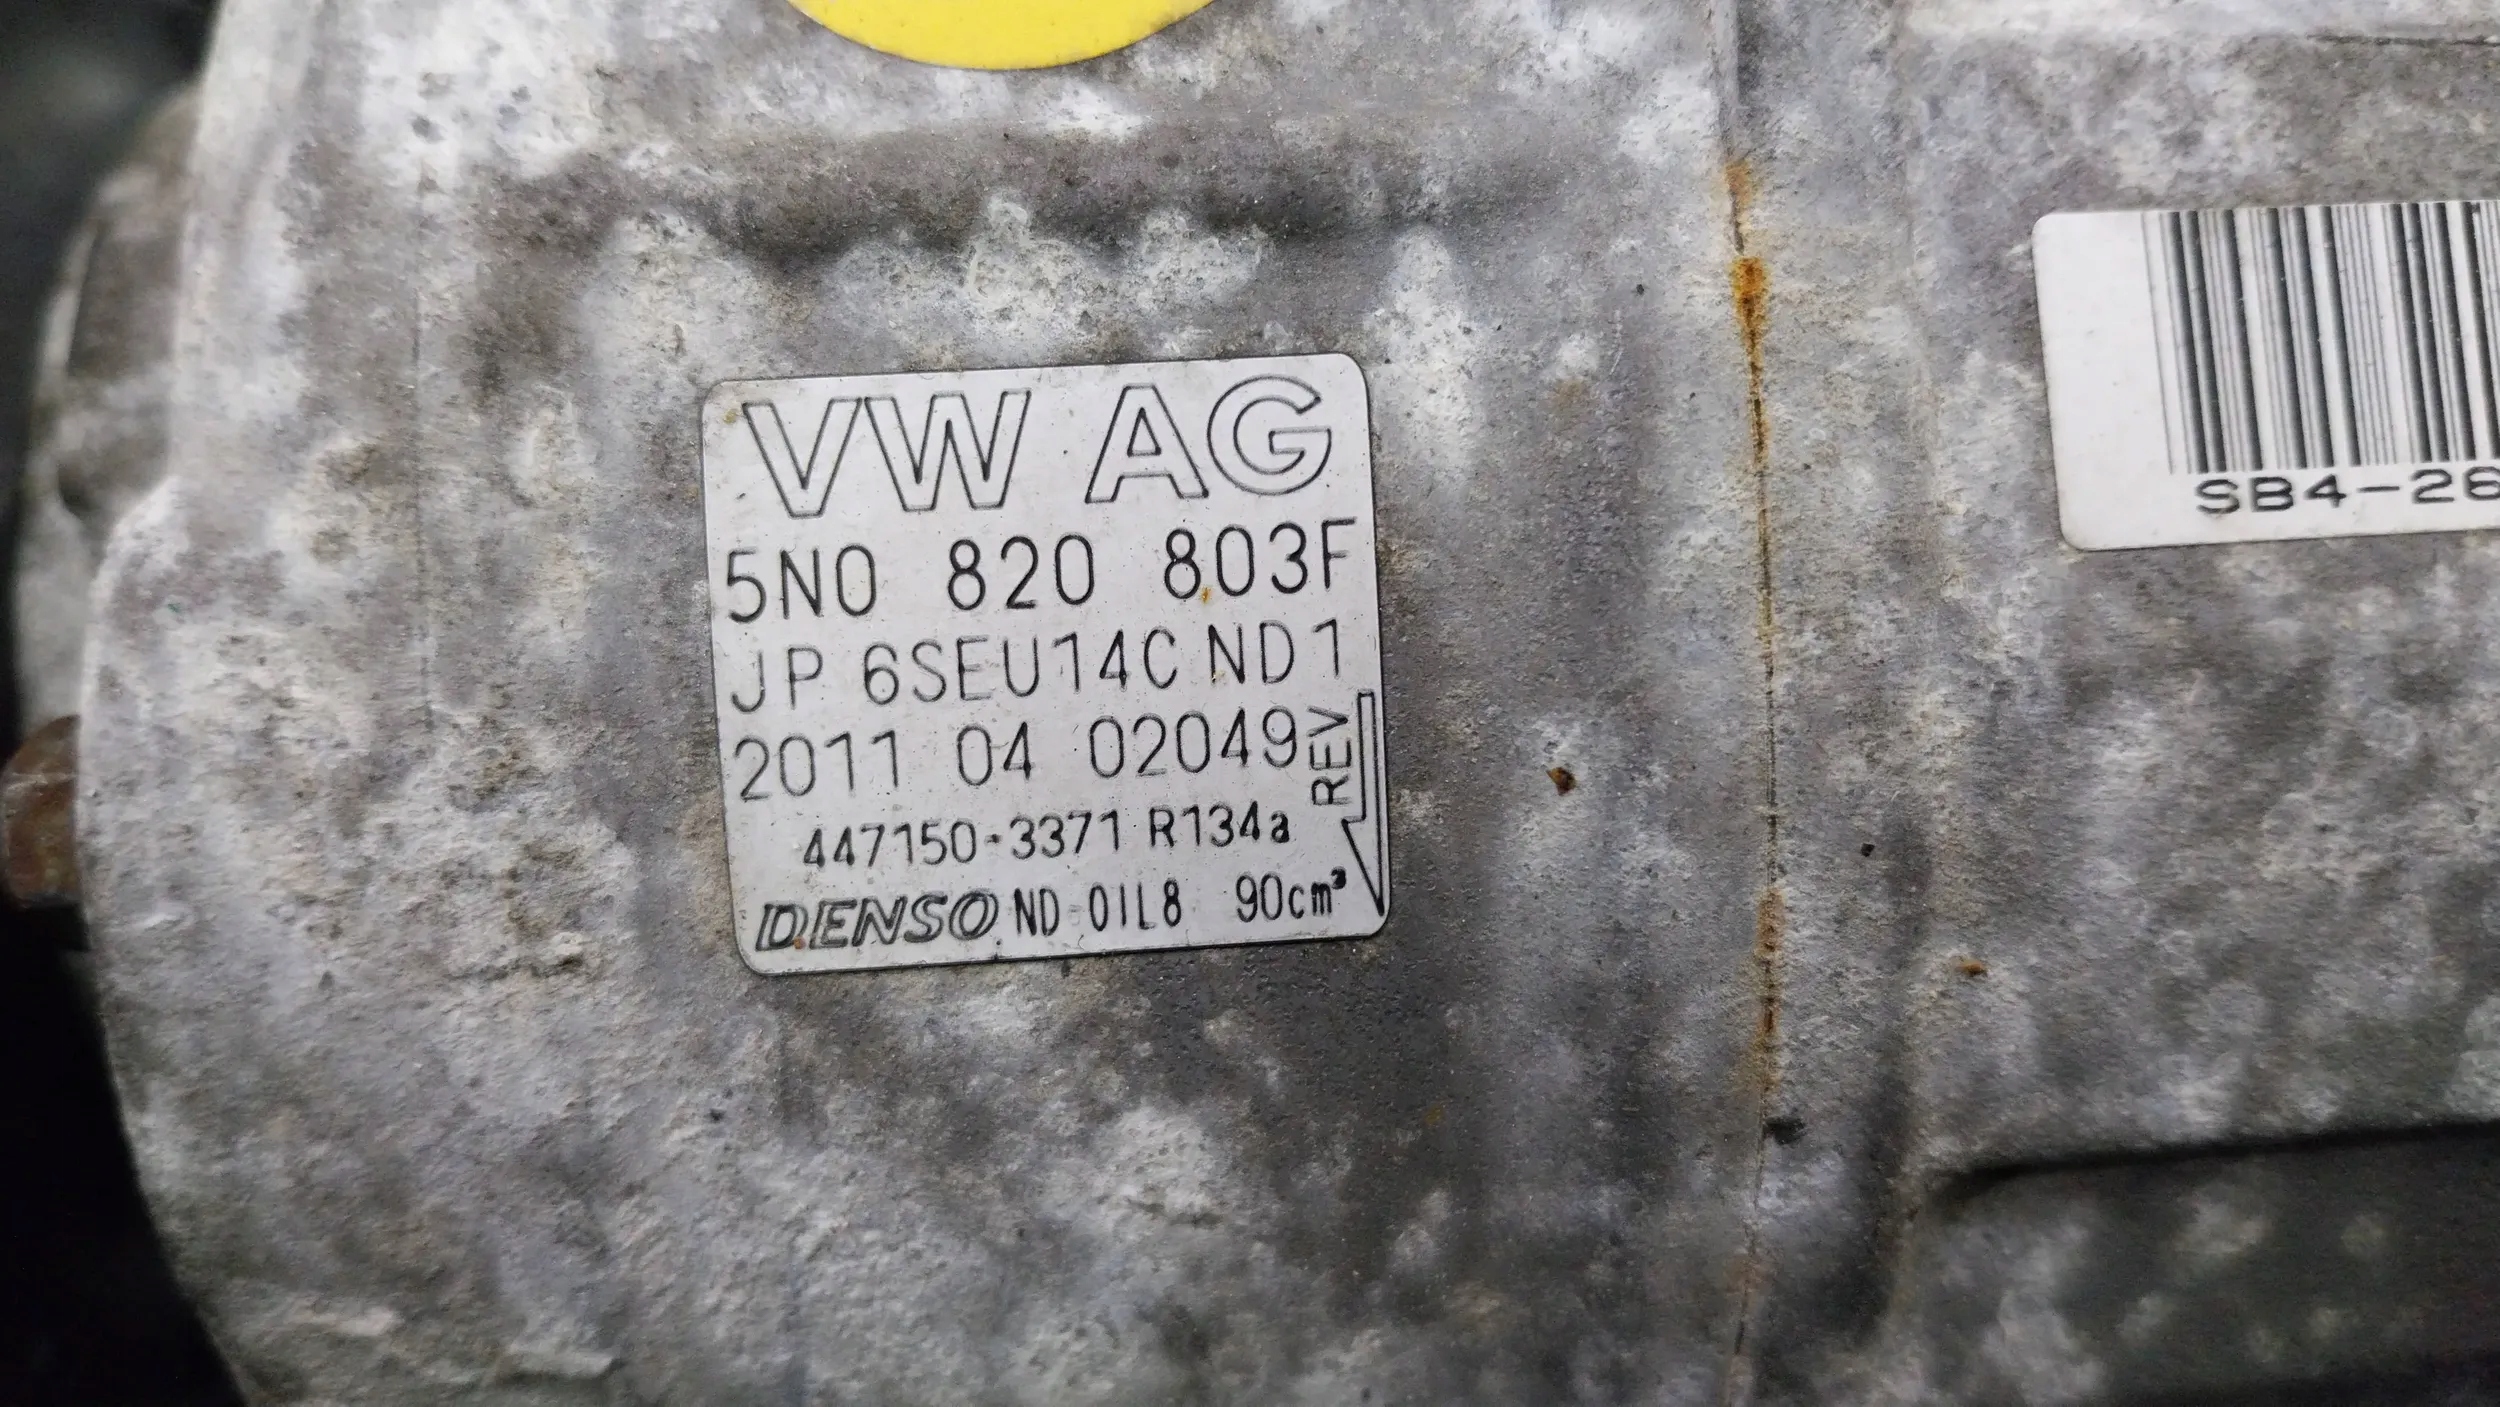 VW AG
5N0 820 803F
JP 6SEU14C ND1
2011 04 02049
REV
447150-3371 R134a
DENSO ND-OIL8 90cm³
SB4-26